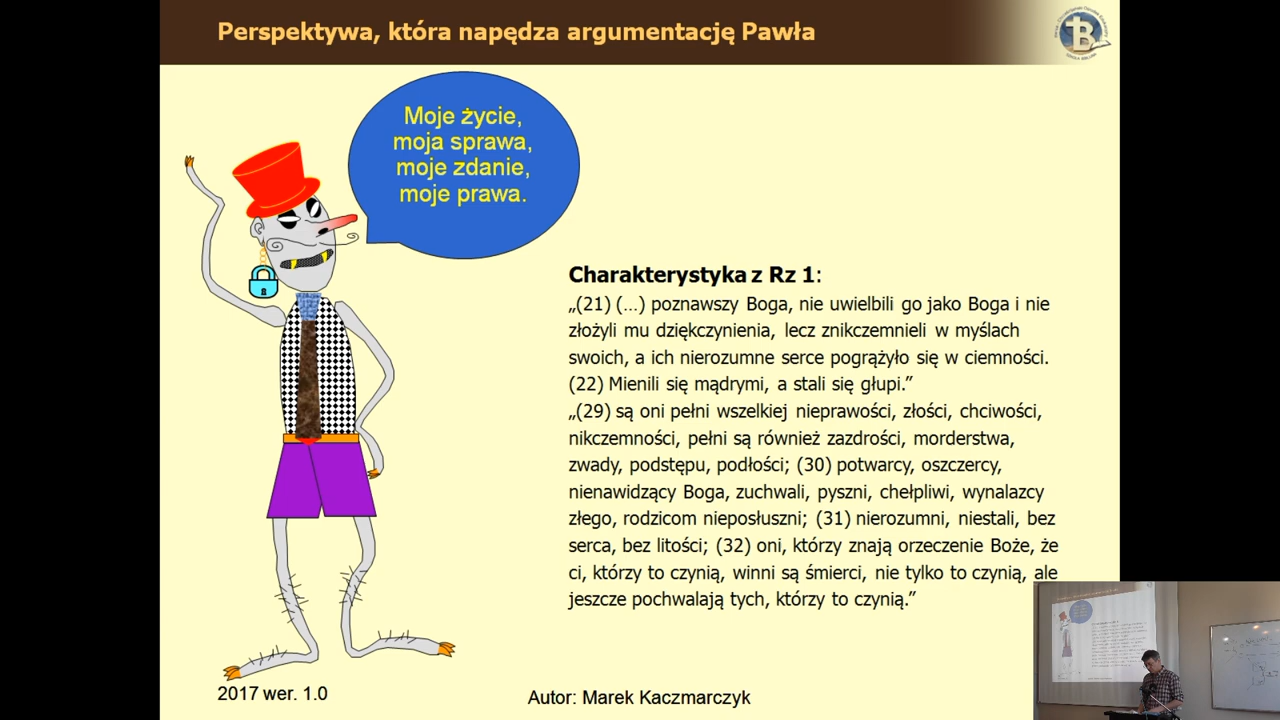 Perspektywa, która napędza argumentację Pawła
Moje życie,
moja sprawa,
moje zdanie,
moje prawa.
Charakterystyka z Rz 1:
„(21) (…) poznawszy Boga, nie uwielbili go jako Boga i nie
złożyli mu dziękczynienia, lecz znikczemnieli w myślach
swoich, a ich nierozumne serce pogrążyło się w ciemności.
(22) Mienili się mądrymi, a stali się głupi.”
„(29) są oni pełni wszelkiej nieprawości, złości, chciwości,
nikczemności, pełni są również zazdrości, morderstwa,
zwady, podstępu, podłości; (30) potwarcy, oszczercy,
nienawidzący Boga, zuchwali, pyszni, chełpliwi, wynalazcy
złego, rodzicom nieposłuszni; (31) nierozumni, niestali, bez
serca, bez litości; (32) oni, którzy znają orzeczenie Boże, że
ci, którzy to czynią, winni są śmierci, nie tylko to czynią, ale
jeszcze pochwalają tych, którzy to czynią.”
2017 wer. 1.0
Autor: Marek Kaczmarczyk